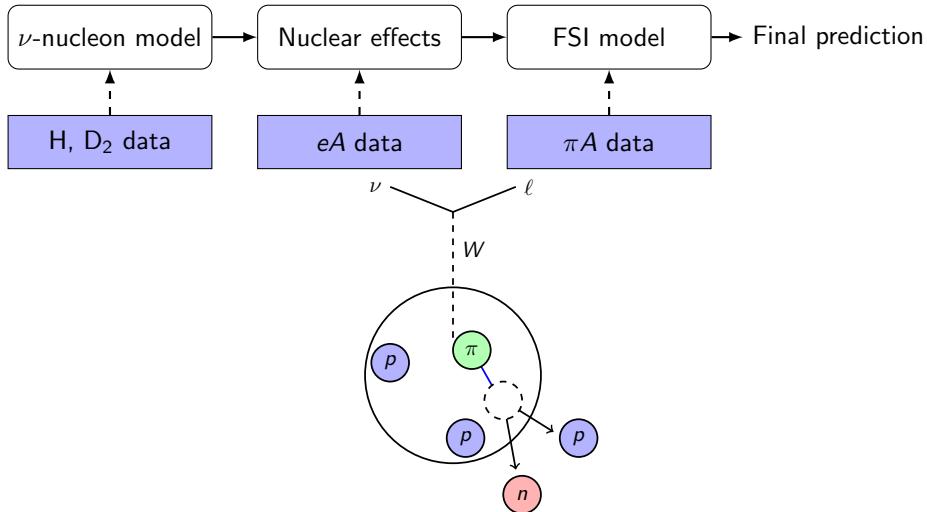 ν-nucleon model
Nuclear effects
FSI model
Final prediction
H, D₂ data
eA data
πA data
ν
ℓ
W
π
p
p
p
n